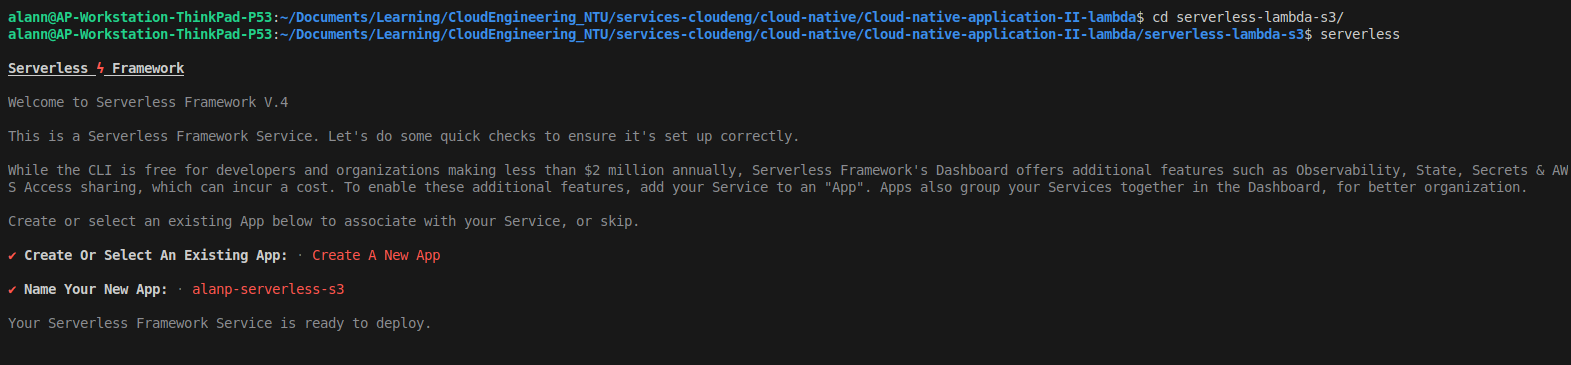 alann@AP-Workstation-ThinkPad-P53:~/Documents/Learning/CloudEngineering_NTU/services-cloudeng/cloud-native/Cloud-native-application-II-lambda$ cd serverless-lambda-s3/
alann@AP-Workstation-ThinkPad-P53:~/Documents/Learning/CloudEngineering_NTU/services-cloudeng/cloud-native/Cloud-native-application-II-lambda/serverless-lambda-s3$ serverless
Serverless ϟ Framework
Welcome to Serverless Framework V.4
This is a Serverless Framework Service. Let's do some quick checks to ensure it's set up correctly.
While the CLI is free for developers and organizations making less than $2 million annually, Serverless Framework's Dashboard offers additional features such as Observability, State, Secrets & AW
S Access sharing, which can incur a cost. To enable these additional features, add your Service to an "App". Apps also group your Services together in the Dashboard, for better organization.
Create or select an existing App below to associate with your Service, or skip.
✔ Create Or Select An Existing App: · Create A New App
✔ Name Your New App: · alanp-serverless-s3
Your Serverless Framework Service is ready to deploy.